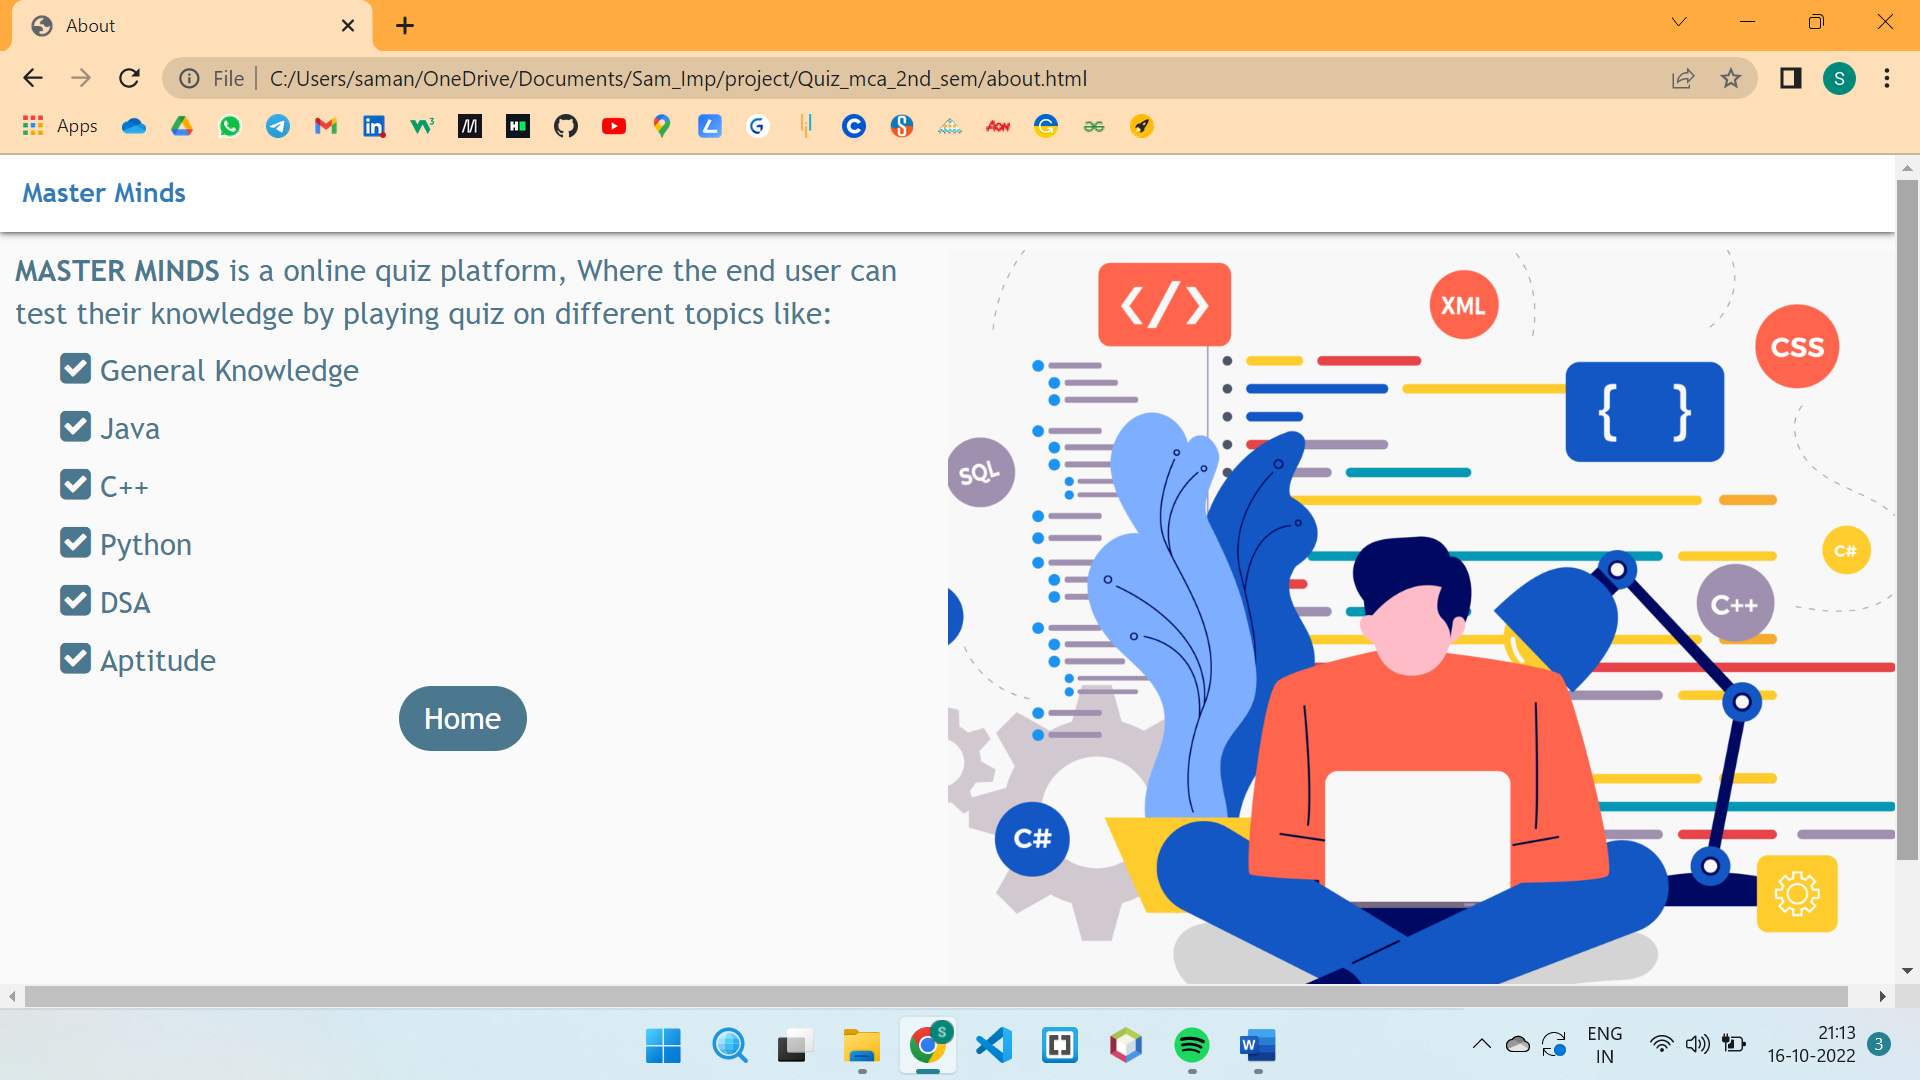 About
File
C:/Users/saman/OneDrive/Documents/Sam_Imp/project/Quiz_mca_2nd_sem/about.html
S
Apps
Master Minds
MASTER MINDS is a online quiz platform, Where the end user can
test their knowledge by playing quiz on different topics like:
General Knowledge
Java
C++
Python
DSA
Aptitude
Home
</>
XML
CSS
{ }
SQL
C#
C++
C#
S
W
ENG
IN
21:13
16-10-2022
3